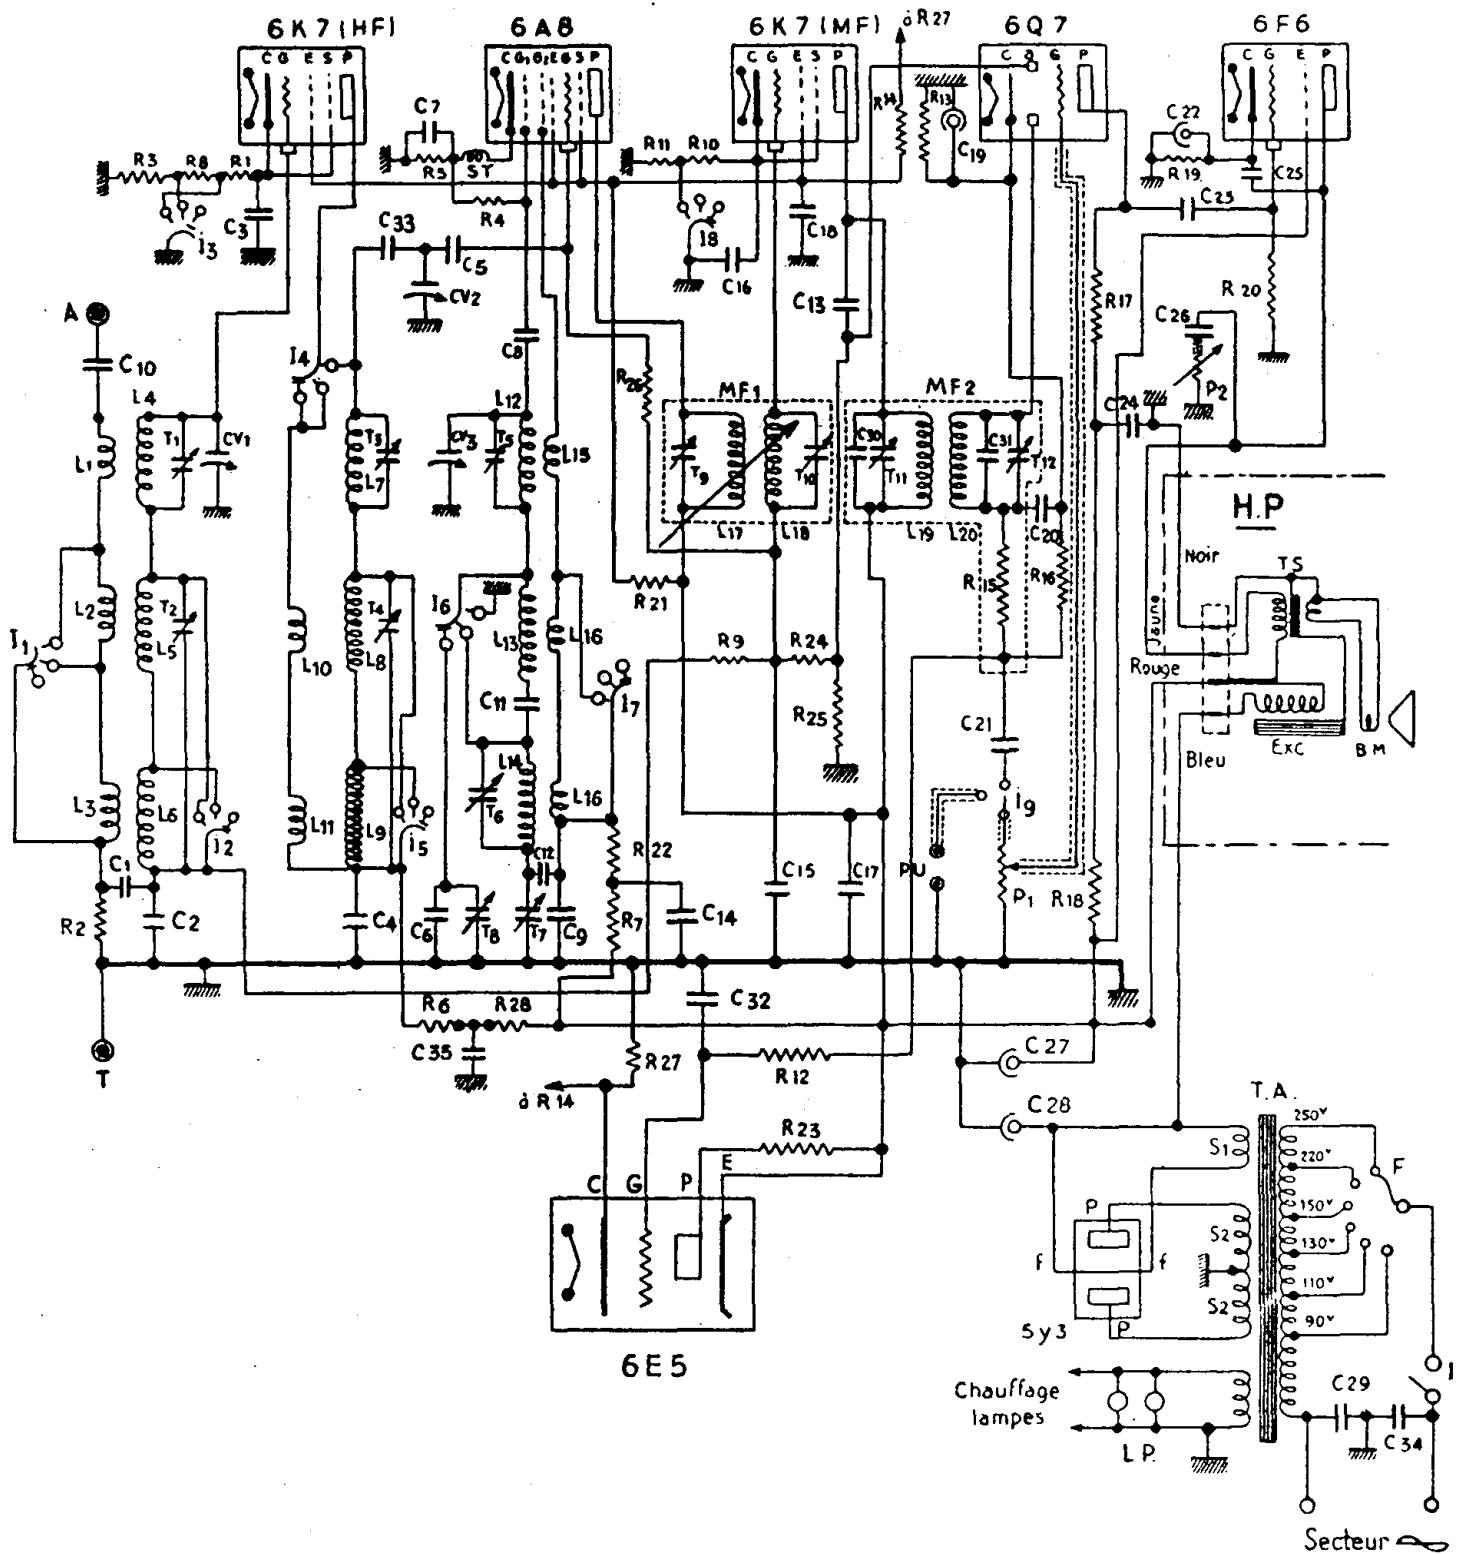 6K7(HF) 6A8 6K7(MF) à R27 6Q7 6F6
C G E S P
C G1 G2 E G S P
C G E S P
C D G P
C G E P
C7 R5 ST R4
R3 R8 R1 C3 I3
R11 R10 I8 C16 C18 C13
R14 R13 C19
C22 R19 C25 C23
R17 R20 C26 P2 C24
C33 C5 CV2
A C10 L4 L1 T1 CV1
I4 T3 L7
C8 L12 CV3 T5 L15
R26 MF1 T9 T10 L17 L18
MF2 C30 T11 L19 L20 C31 T12 C20
R15 R16
H.P
Noir
Jaune
TS
Rouge
Bleu
Exc
BM
L2 T2 L5 I1
L10 T4 L8
I6 L13 L16 C11 I7
R21 R9 R24 R25
C21 I9 PU P1 R18
L3 L6 I2 C1 R2 C2
L11 L9 I5 C4
L14 T6 L16 C12 R22
C6 T8 T7 C9 R7 C14
C15 C17
T
R6 R28 C35 C32
R27 R12 C27
à R14
R23 C28
C G P E
6E5
T.A.
S1 S2 S2
250v
220v
150v
130v
110v
90v
F
P
f f
P
5y3
Chauffage
lampes
L P.
C29 C34 I
Secteur